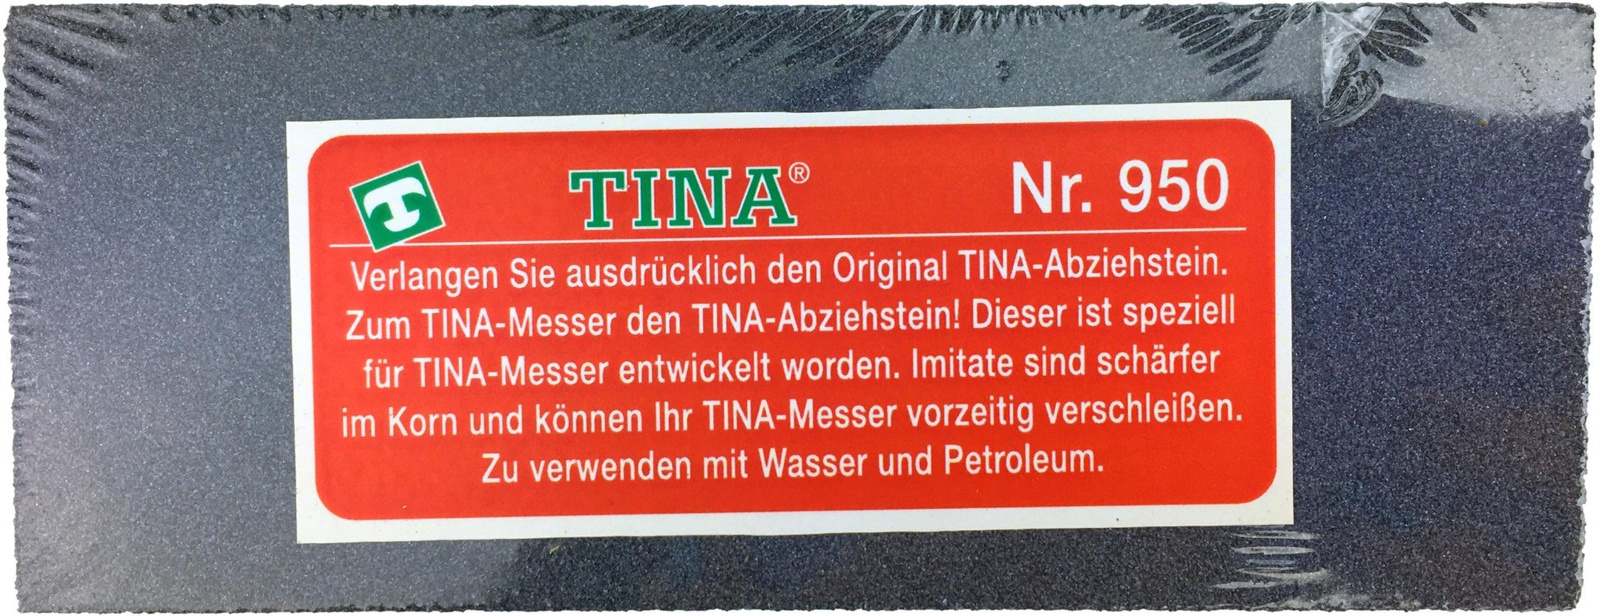 TINA® Nr. 950
Verlangen Sie ausdrücklich den Original TINA-Abziehstein.
Zum TINA-Messer den TINA-Abziehstein! Dieser ist speziell
für TINA-Messer entwickelt worden. Imitate sind schärfer
im Korn und können Ihr TINA-Messer vorzeitig verschleißen.
Zu verwenden mit Wasser und Petroleum.